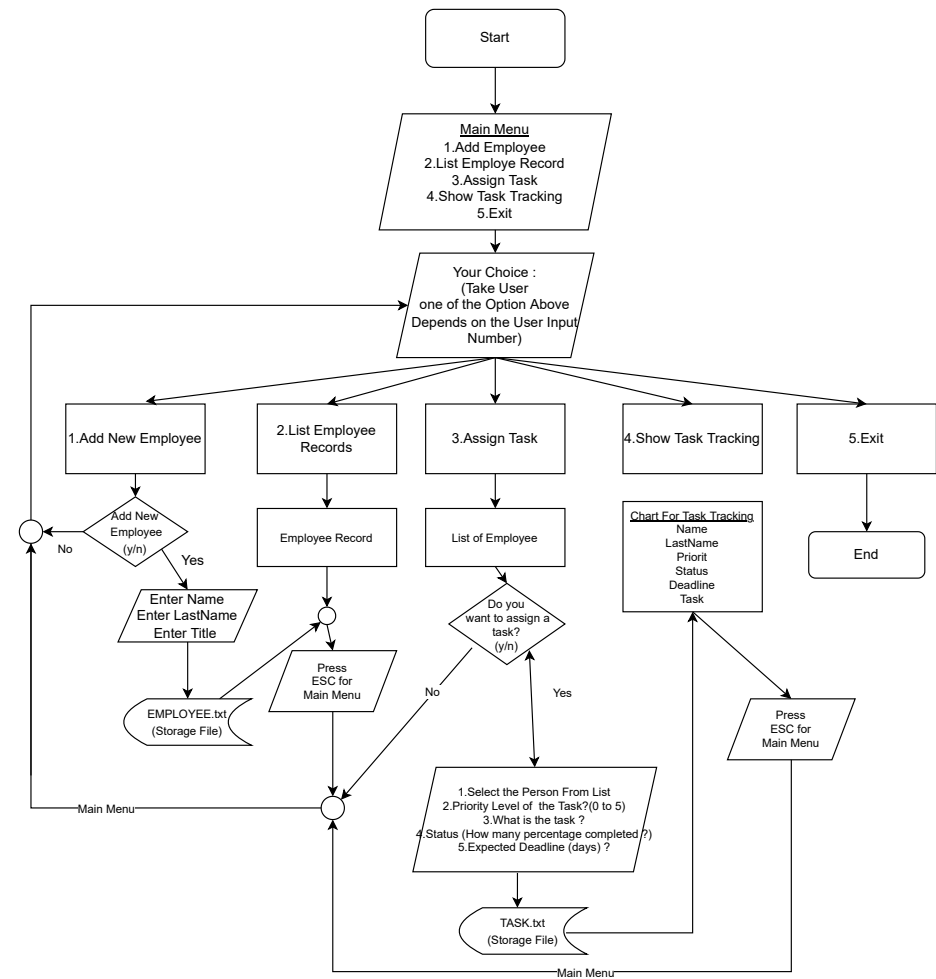 Start
Main Menu
1.Add Employee
2.List Employe Record
3.Assign Task
4.Show Task Tracking
5.Exit
Your Choice :
(Take User
one of the Option Above
Depends on the User Input
Number)
1.Add New Employee
2.List Employee
Records
3.Assign Task
4.Show Task Tracking
5.Exit
Add New
Employee
(y/n)
No
Yes
Enter Name
Enter LastName
Enter Title
EMPLOYEE.txt
(Storage File)
Employee Record
Press
ESC for
Main Menu
List of Employee
Do you
want to assign a
task?
(y/n)
No
Yes
1.Select the Person From List
2.Priority Level of the Task?(0 to 5)
3.What is the task ?
4.Status (How many percentage completed ?)
5.Expected Deadline (days) ?
TASK.txt
(Storage File)
Chart For Task Tracking
Name
LastName
Priorit
Status
Deadline
Task
Press
ESC for
Main Menu
End
Main Menu
Main Menu